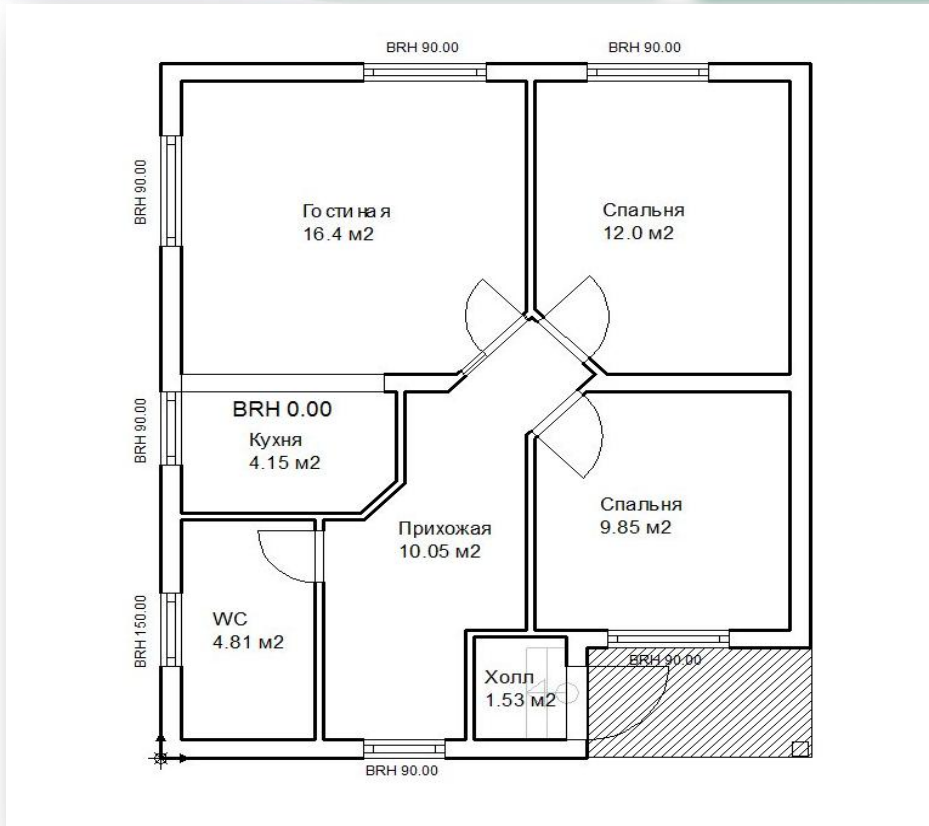 BRH 90.00
BRH 90.00
BRH 90.00
Гостиная
16.4 м2
Спальня
12.0 м2
BRH 90.00
BRH 0.00
Кухня
4.15 м2
Спальня
9.85 м2
Прихожая
10.05 м2
BRH 150.00
WC
4.81 м2
BRH 90.00
Холл
1.53 м2
BRH 90.00